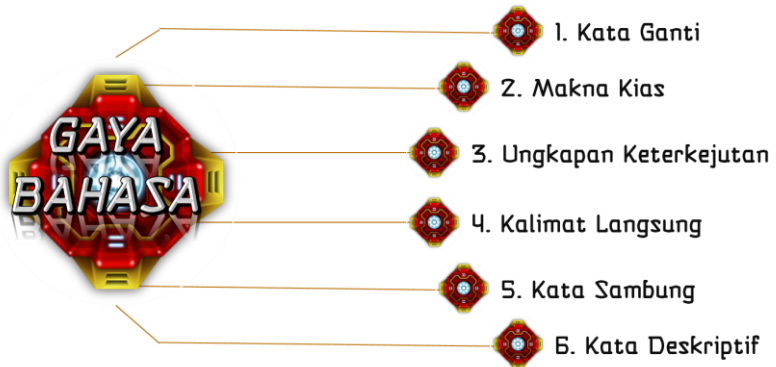 GAYA
BAHASA
1. Kata Ganti
2. Makna Kias
3. Ungkapan Keterkejutan
4. Kalimat Langsung
5. Kata Sambung
6. Kata Deskriptif